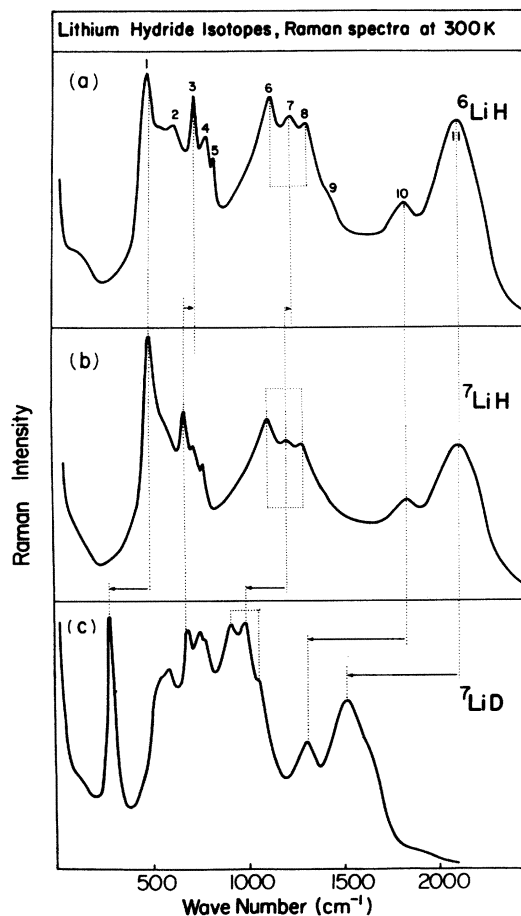 Lithium Hydride Isotopes, Raman spectra at 300K
(a)
1
2
3
4
5
6
7
8
9
10
11
⁶LiH
(b)
⁷LiH
(c)
⁷LiD
Raman Intensity
500
1000
1500
2000
Wave Number (cm⁻¹)